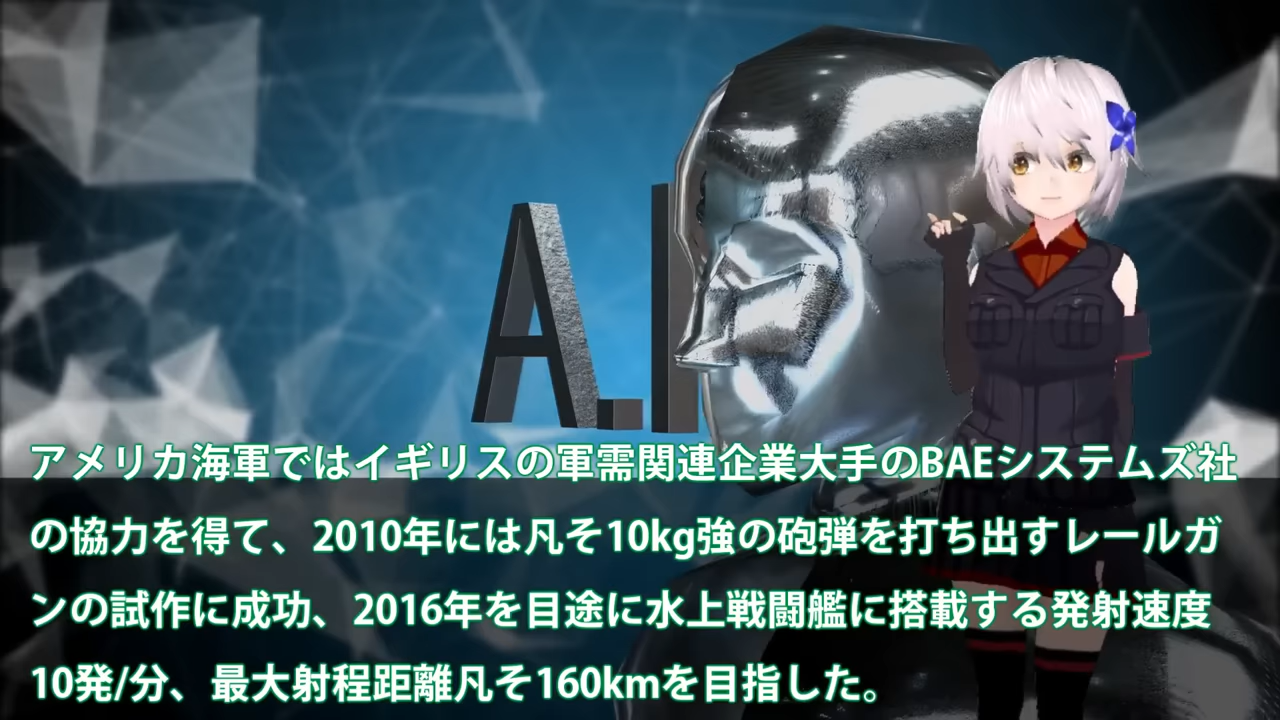 A.I
アメリカ海軍ではイギリスの軍需関連企業大手のBAEシステムズ社
の協力を得て、2010年には凡そ10kg強の砲弾を打ち出すレールガ
ンの試作に成功、2016年を目途に水上戦闘艦に搭載する発射速度
10発/分、最大射程距離凡そ160kmを目指した。